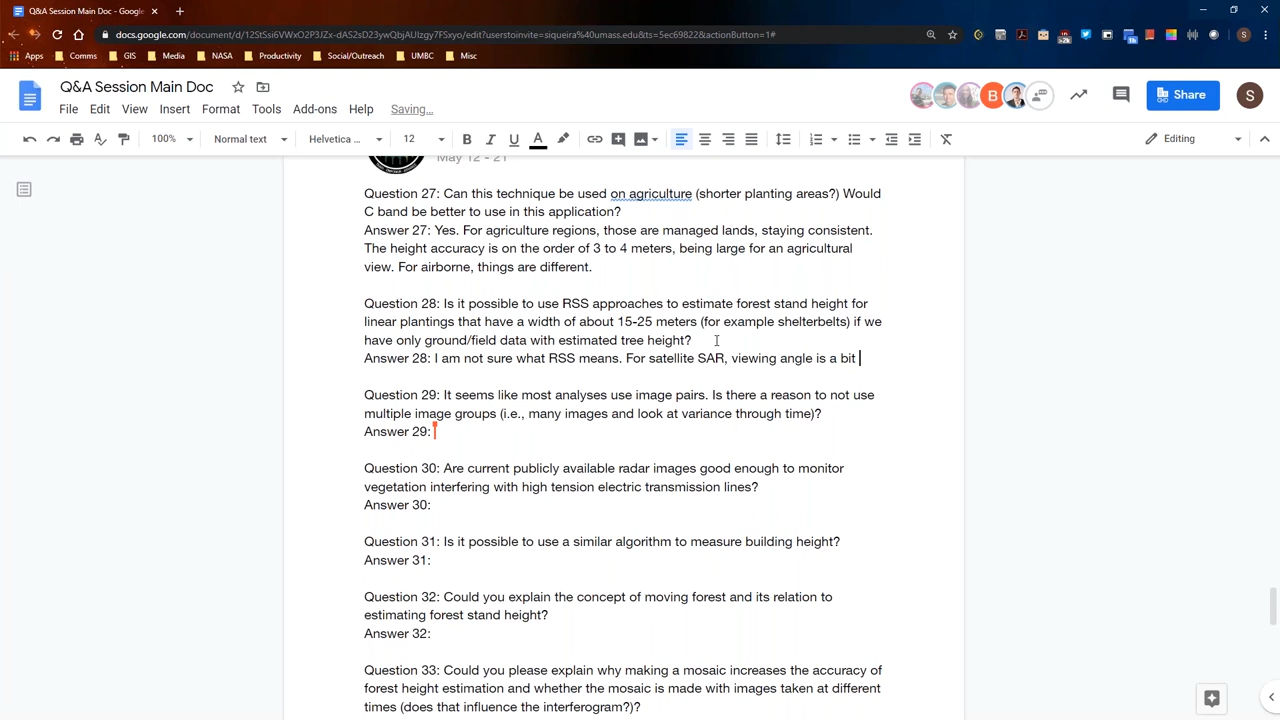 Q&A Session Main Doc - Google
docs.google.com/document/d/12StSsi6VWxO2P3JZx-dAS2sD23ywQbjAUIzgy7FSxyo/edit?userstoinvite=siqueira%40umass.edu&ts=5ec69822&actionButton=1#
Apps Comms GIS Media NASA Productivity Social/Outreach UMBC Misc
Q&A Session Main Doc
Share
S
File Edit View Insert Format Tools Add-ons Help Saving...
100% Normal text Helvetica ... 12 Editing
May 12 - 21
Question 27: Can this technique be used on agriculture (shorter planting areas?) Would
C band be better to use in this application?
Answer 27: Yes. For agriculture regions, those are managed lands, staying consistent.
The height accuracy is on the order of 3 to 4 meters, being large for an agricultural
view. For airborne, things are different.
Question 28: Is it possible to use RSS approaches to estimate forest stand height for
linear plantings that have a width of about 15-25 meters (for example shelterbelts) if we
have only ground/field data with estimated tree height?
Answer 28: I am not sure what RSS means. For satellite SAR, viewing angle is a bit
Question 29: It seems like most analyses use image pairs. Is there a reason to not use
multiple image groups (i.e., many images and look at variance through time)?
Answer 29:
Question 30: Are current publicly available radar images good enough to monitor
vegetation interfering with high tension electric transmission lines?
Answer 30:
Question 31: Is it possible to use a similar algorithm to measure building height?
Answer 31:
Question 32: Could you explain the concept of moving forest and its relation to
estimating forest stand height?
Answer 32:
Question 33: Could you please explain why making a mosaic increases the accuracy of
forest height estimation and whether the mosaic is made with images taken at different
times (does that influence the interferogram?)?